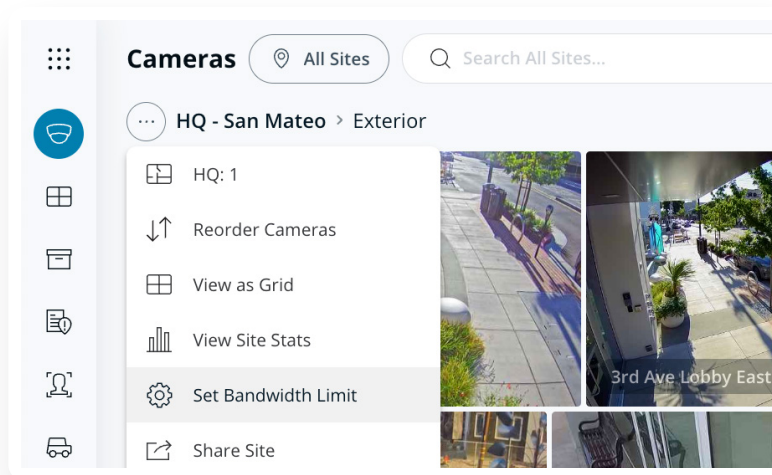 Cameras All Sites Search All Sites...
HQ - San Mateo > Exterior
HQ: 1
Reorder Cameras
View as Grid
View Site Stats
3rd Ave Lobby East
Set Bandwidth Limit
Share Site